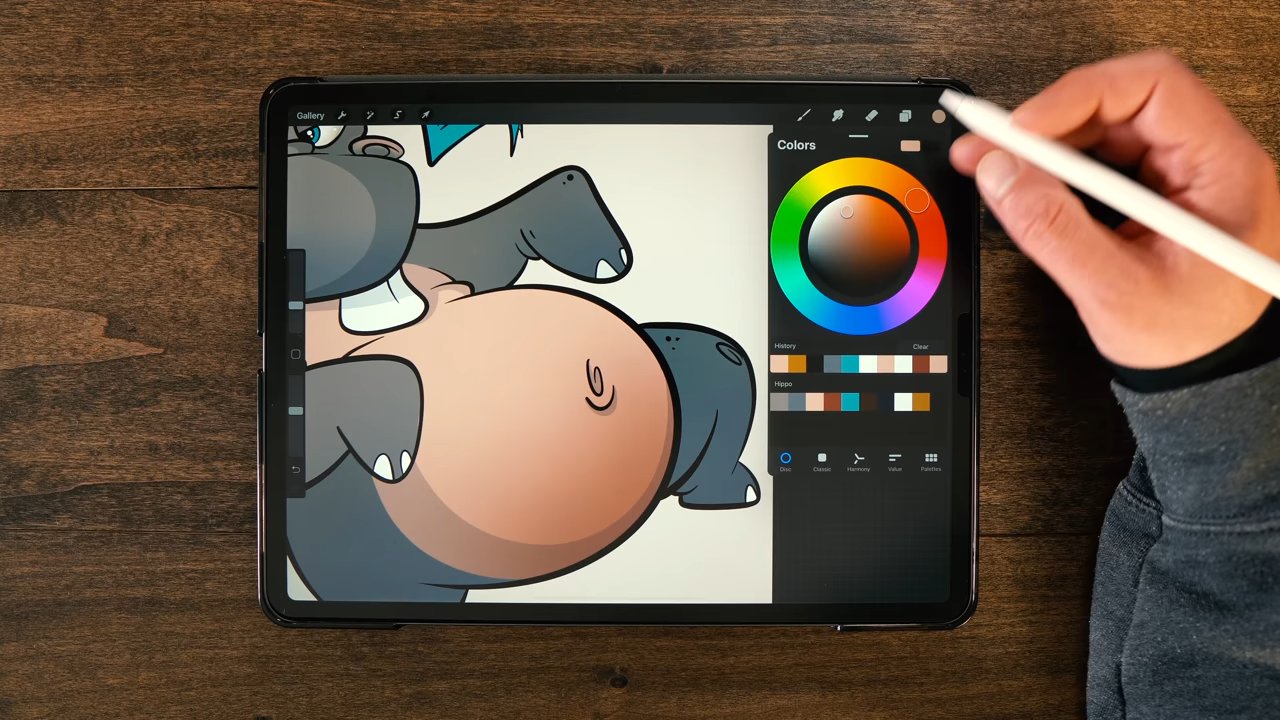 Gallery
Colors
History
Clear
Hippo
Disc
Classic
Harmony
Value
Palettes